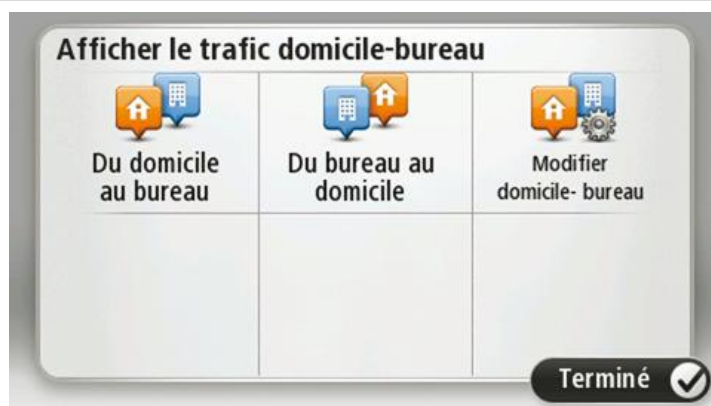 Afficher le trafic domicile-bureau
Du domicile
au bureau
Du bureau au
domicile
Modifier
domicile- bureau
Terminé